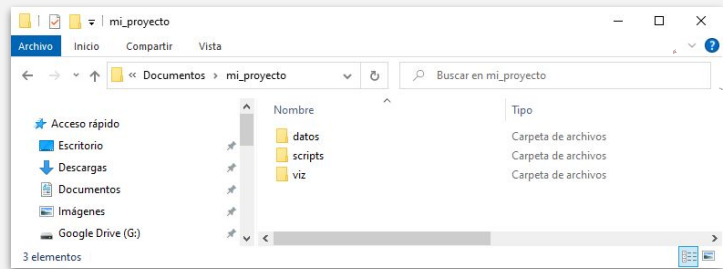 mi_proyecto
Archivo Inicio Compartir Vista
« Documentos › mi_proyecto
Buscar en mi_proyecto
Nombre Tipo
Acceso rápido
Escritorio
Descargas
Documentos
Imágenes
Google Drive (G:)
datos Carpeta de archivos
scripts Carpeta de archivos
viz Carpeta de archivos
3 elementos